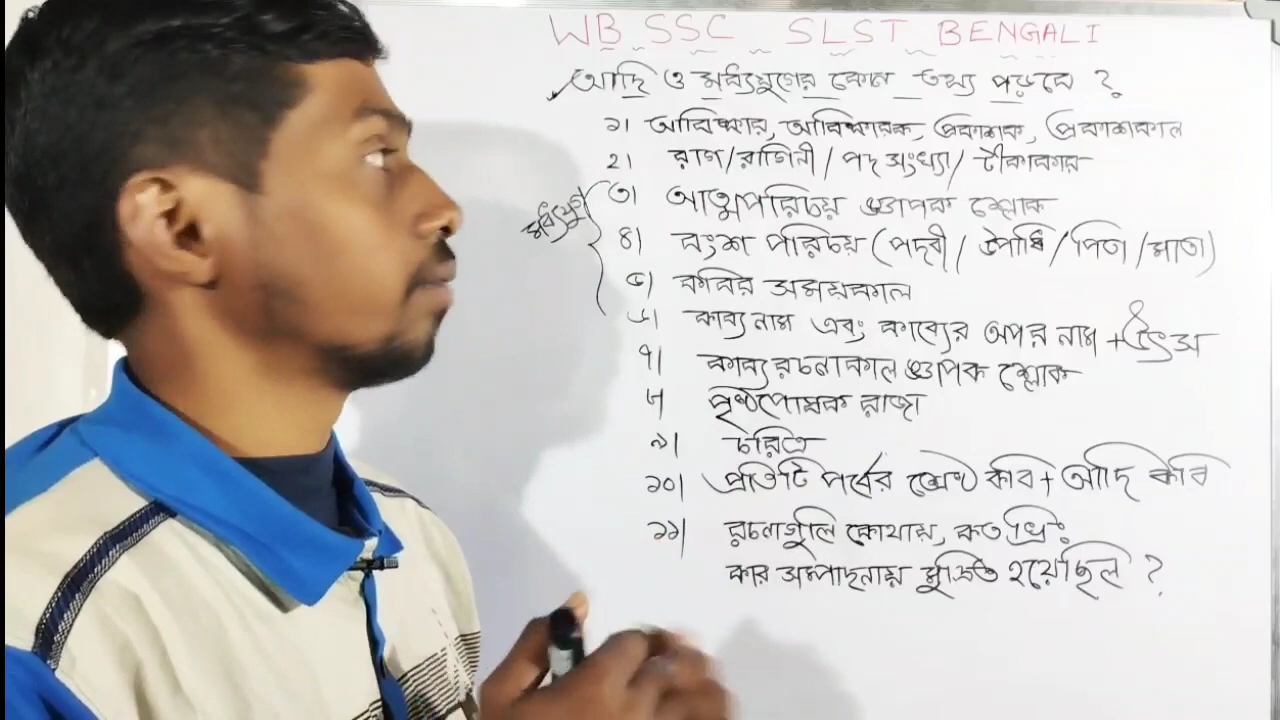 WB SSC SLST BENGALI
আদি ও মধ্যযুগের কোন তথ্য পড়বে ?
১। আবিষ্কার, আবিষ্কারক, প্রকাশক, প্রকাশকাল
২। রাগ/রাগিনী/পদ সংখ্যা/টীকাকার
মধ্যযুগ
৩। আত্মপরিচয় জ্ঞাপক শ্লোক
৪। বংশ পরিচয় (পদবী/উপাধি/পিতা/মাতা)
৫। কবির সময়কাল
৬। কাব্য নাম এবং কাব্যের অপর নাম + উৎস
৭। কাব্য রচনাকাল জ্ঞাপক শ্লোক
৮। পৃষ্ঠপোষক রাজা
৯। চরিত্র
১০। প্রতিটি পর্বের শ্রেষ্ঠ কবি + আদি কবি
১১। রচনাগুলি কোথায়, কত খ্রিঃ
কার সম্পাদনায় মুদ্রিত হয়েছিল ?